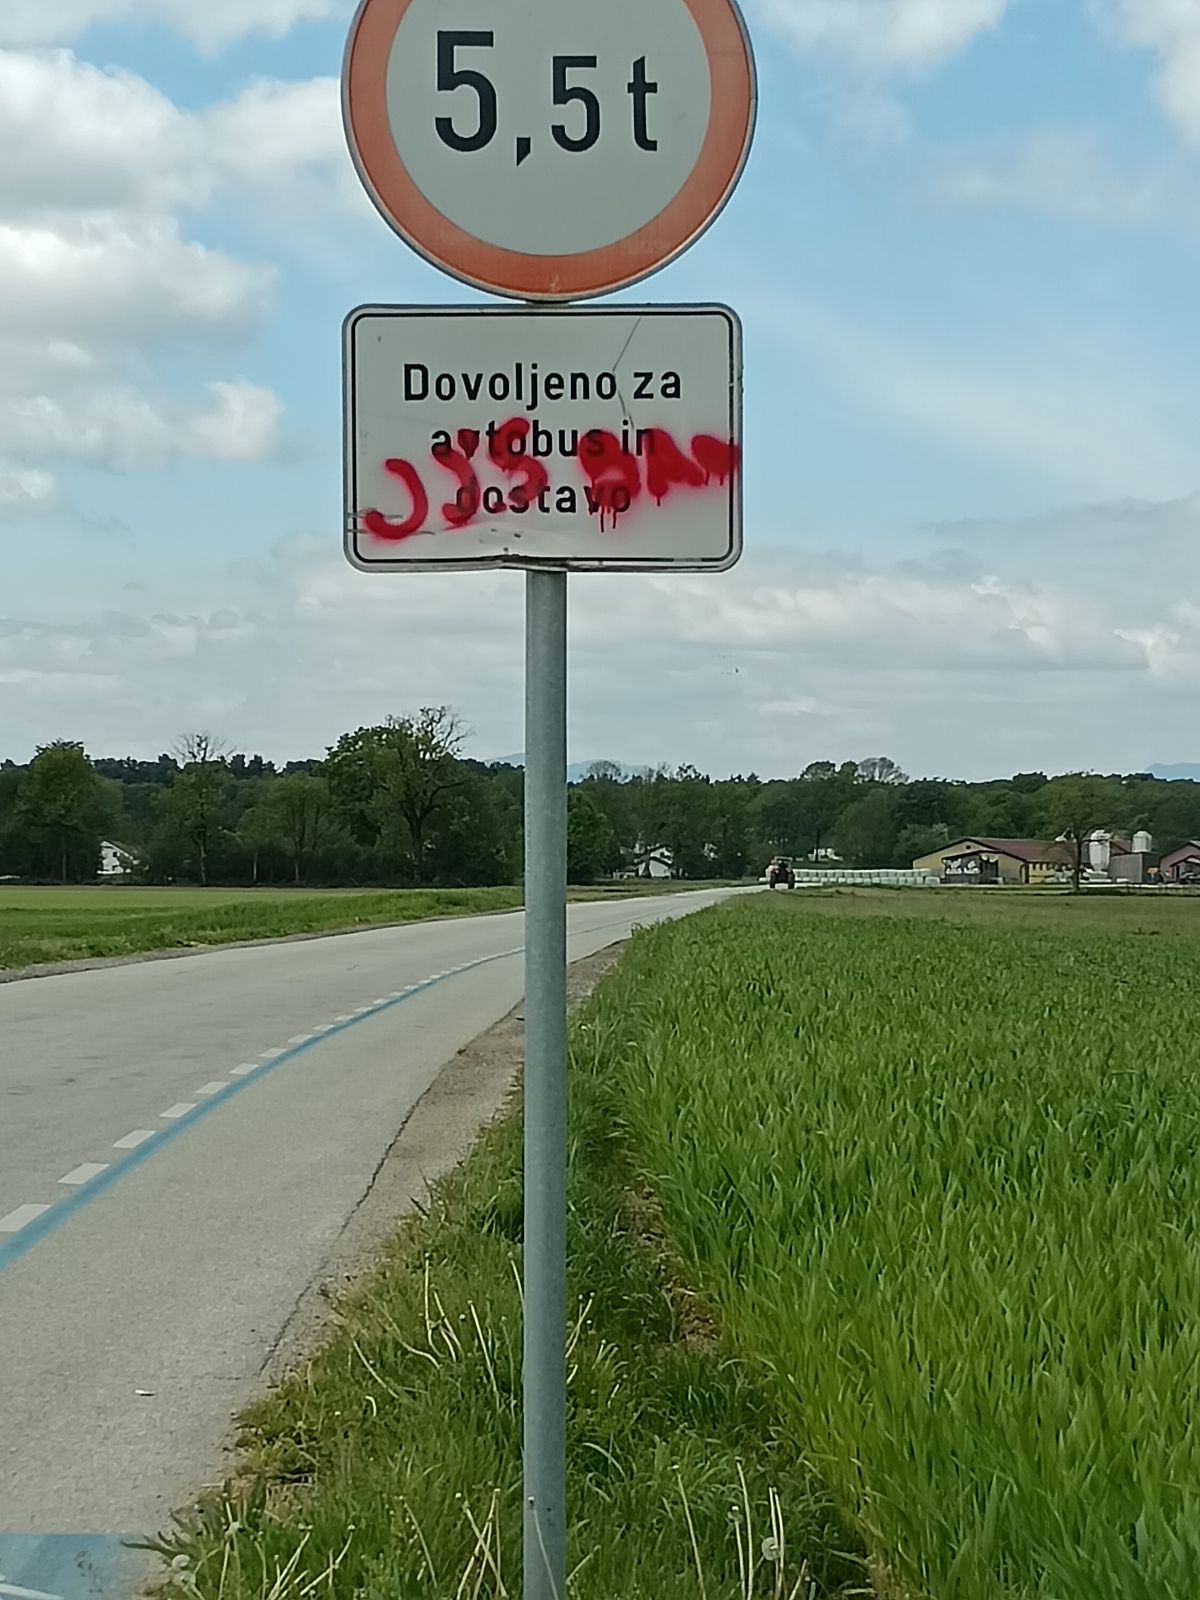 5,5t
Dovoljeno za
avtobus in
dostavo